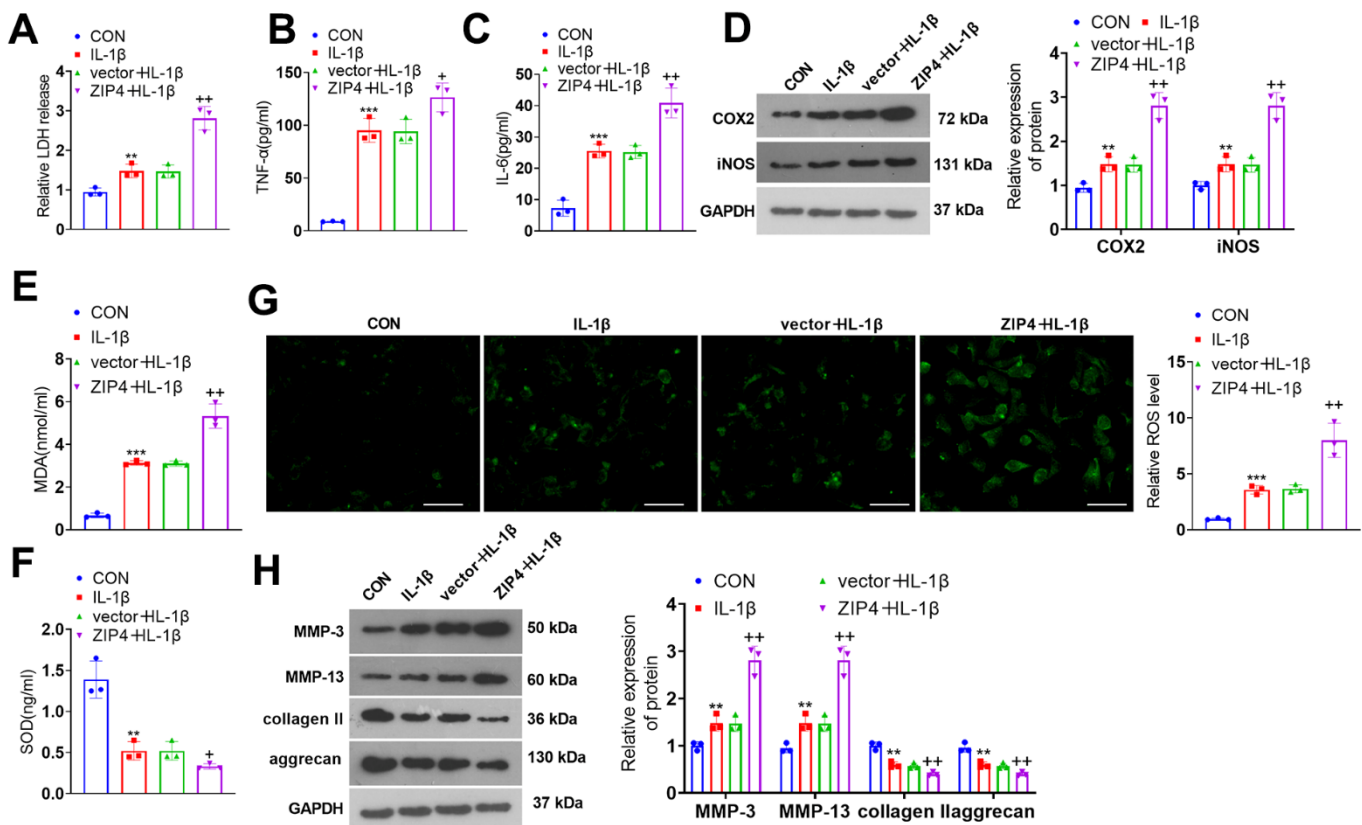 A
CON
IL-1β
vector+IL-1β
ZIP4+IL-1β
Relative LDH release
4
3
2
1
0
**
++
B
CON
IL-1β
vector+IL-1β
ZIP4+IL-1β
TNF-α(pg/ml)
150
100
50
0
***
+
C
CON
IL-1β
vector+IL-1β
ZIP4+IL-1β
IL-6(pg/ml)
60
40
20
0
***
++
D
CON
IL-1β
vector+IL-1β
ZIP4+IL-1β
COX2
72 kDa
iNOS
131 kDa
GAPDH
37 kDa
CON
IL-1β
vector+IL-1β
ZIP4+IL-1β
Relative expression
of protein
4
3
2
1
0
**
++
**
++
COX2
iNOS
E
CON
IL-1β
vector+IL-1β
ZIP4+IL-1β
MDA(nmol/ml)
8
6
4
2
0
***
++
G
CON
IL-1β
vector+IL-1β
ZIP4+IL-1β
CON
IL-1β
vector+IL-1β
ZIP4+IL-1β
Relative ROS level
15
10
5
0
***
++
F
CON
IL-1β
vector+IL-1β
ZIP4+IL-1β
SOD(ng/ml)
2.0
1.5
1.0
0.5
0.0
**
+
H
CON
IL-1β
vector+IL-1β
ZIP4+IL-1β
MMP-3
50 kDa
MMP-13
60 kDa
collagen II
36 kDa
aggrecan
130 kDa
GAPDH
37 kDa
CON
IL-1β
vector+IL-1β
ZIP4+IL-1β
Relative expression
of protein
4
3
2
1
0
**
++
**
++
**
++
**
++
MMP-3
MMP-13
collagen II
aggrecan